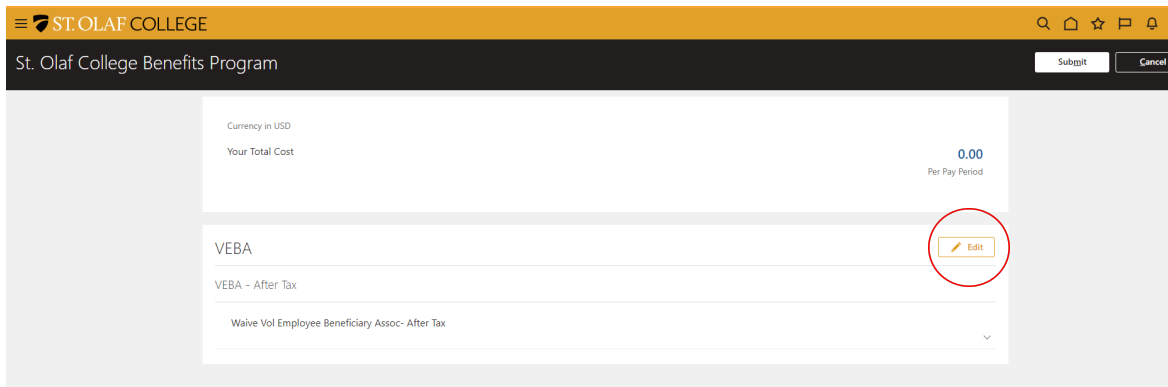 ST. OLAF COLLEGE
St. Olaf College Benefits Program
Submit
Cancel
Currency in USD
Your Total Cost
0.00
Per Pay Period
VEBA
Edit
VEBA - After Tax
Waive Vol Employee Beneficiary Assoc- After Tax